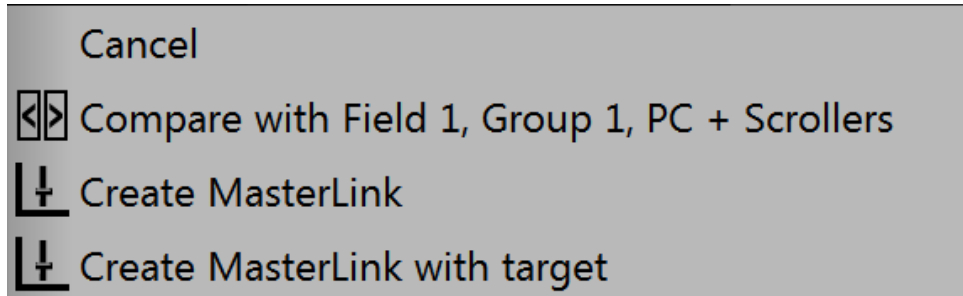 Cancel
Compare with Field 1, Group 1, PC + Scrollers
Create MasterLink
Create MasterLink with target